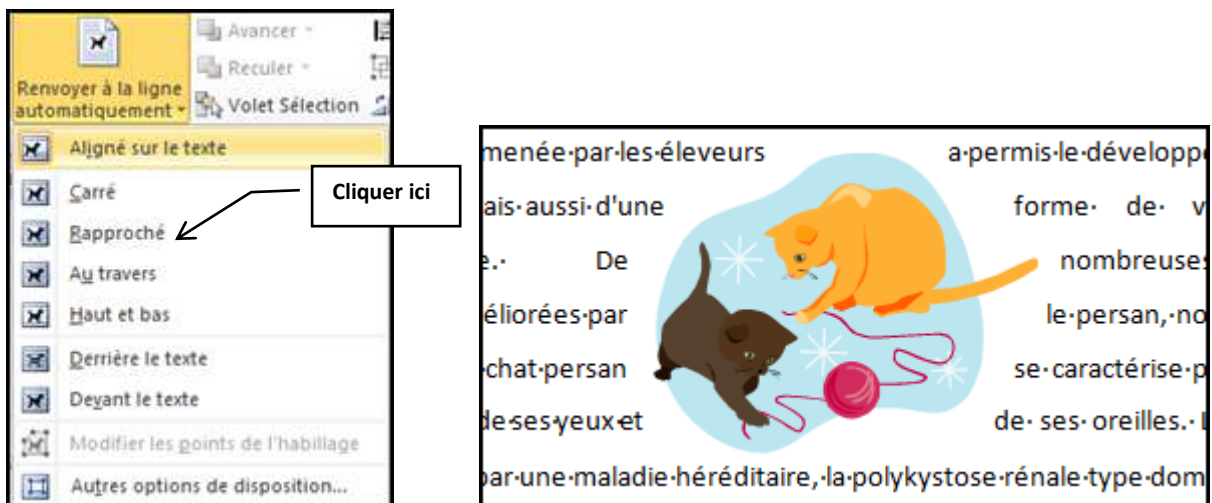 Avancer
Reculer
Renvoyer à la ligne
automatiquement
Volet Sélection
Aligné sur le texte
Carré
Rapproché
Au travers
Haut et bas
Derrière le texte
Devant le texte
Modifier les points de l'habillage
Autres options de disposition...
Cliquer ici
menée·par·les·éleveurs a·permis·le·développe
ais·aussi·d'une forme· de· v
e.· De nombreuses
éliorées·par le·persan,·no
·chat·persan se·caractérise·p
de·ses·yeux·et de· ses· oreilles.·
par·une·maladie·héréditaire,·la·polykystose·rénale·type·dom